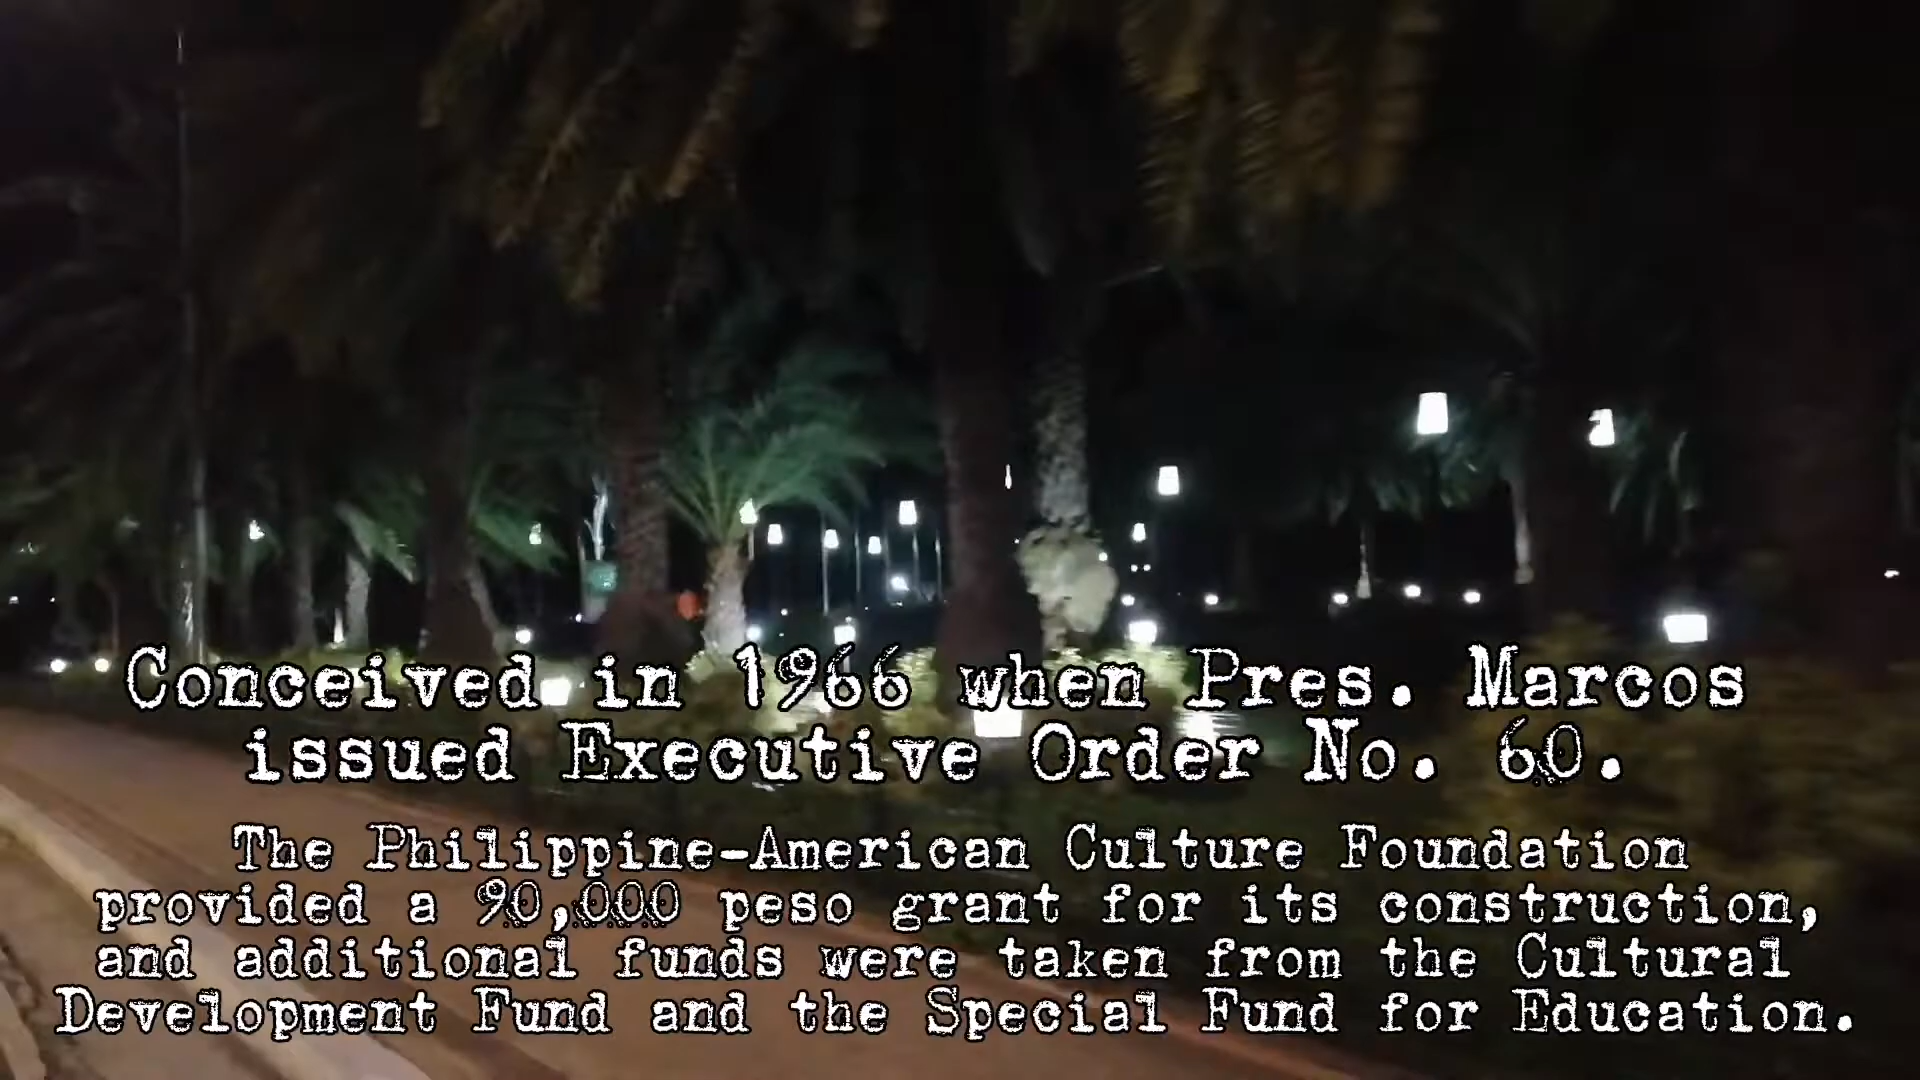 Conceived in 1966 when Pres. Marcos
issued Executive Order No. 60.
The Philippine-American Culture Foundation
provided a 90,000 peso grant for its construction,
and additional funds were taken from the Cultural
Development Fund and the Special Fund for Education.